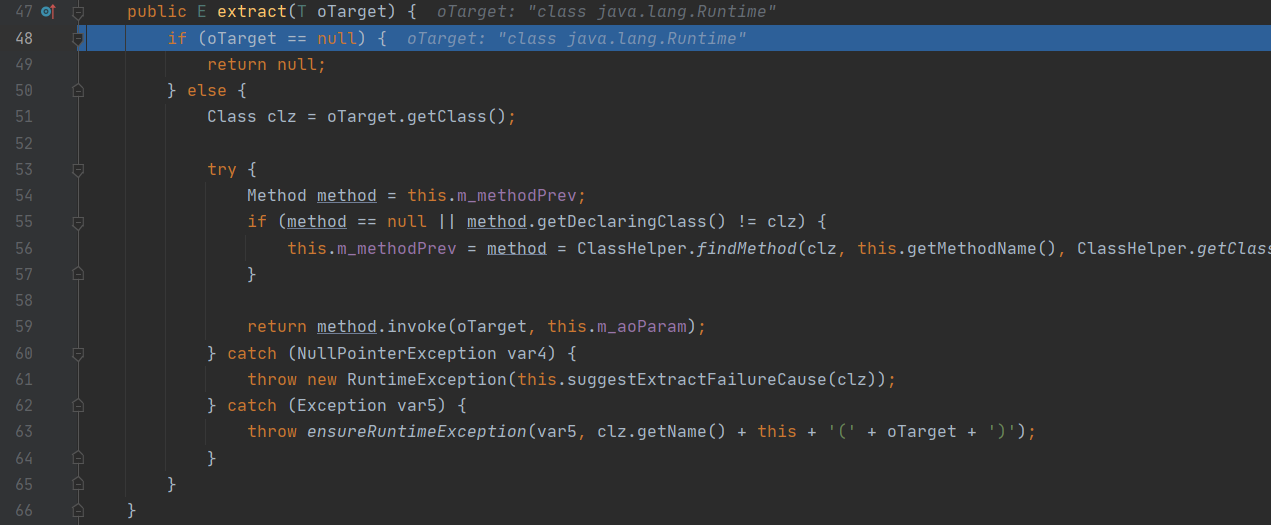 47 public E extract(T oTarget) { oTarget: "class java.lang.Runtime"
48 if (oTarget == null) { oTarget: "class java.lang.Runtime"
49 return null;
50 } else {
51 Class clz = oTarget.getClass();
52
53 try {
54 Method method = this.m_methodPrev;
55 if (method == null || method.getDeclaringClass() != clz) {
56 this.m_methodPrev = method = ClassHelper.findMethod(clz, this.getMethodName(), ClassHelper.getClass
57 }
58
59 return method.invoke(oTarget, this.m_aoParam);
60 } catch (NullPointerException var4) {
61 throw new RuntimeException(this.suggestExtractFailureCause(clz));
62 } catch (Exception var5) {
63 throw ensureRuntimeException(var5, clz.getName() + this + '(' + oTarget + ')');
64 }
65 }
66 }